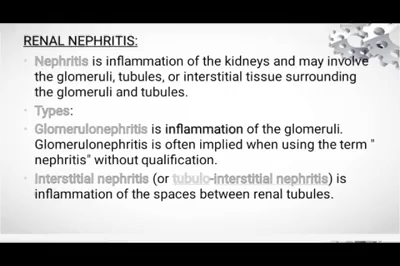 RENAL NEPHRITIS:
Nephritis is inflammation of the kidneys and may involve
the glomeruli, tubules, or interstitial tissue surrounding
the glomeruli and tubules.
Types:
Glomerulonephritis is inflammation of the glomeruli.
Glomerulonephritis is often implied when using the term "
nephritis" without qualification.
Interstitial nephritis (or tubulo-interstitial nephritis) is
inflammation of the spaces between renal tubules.